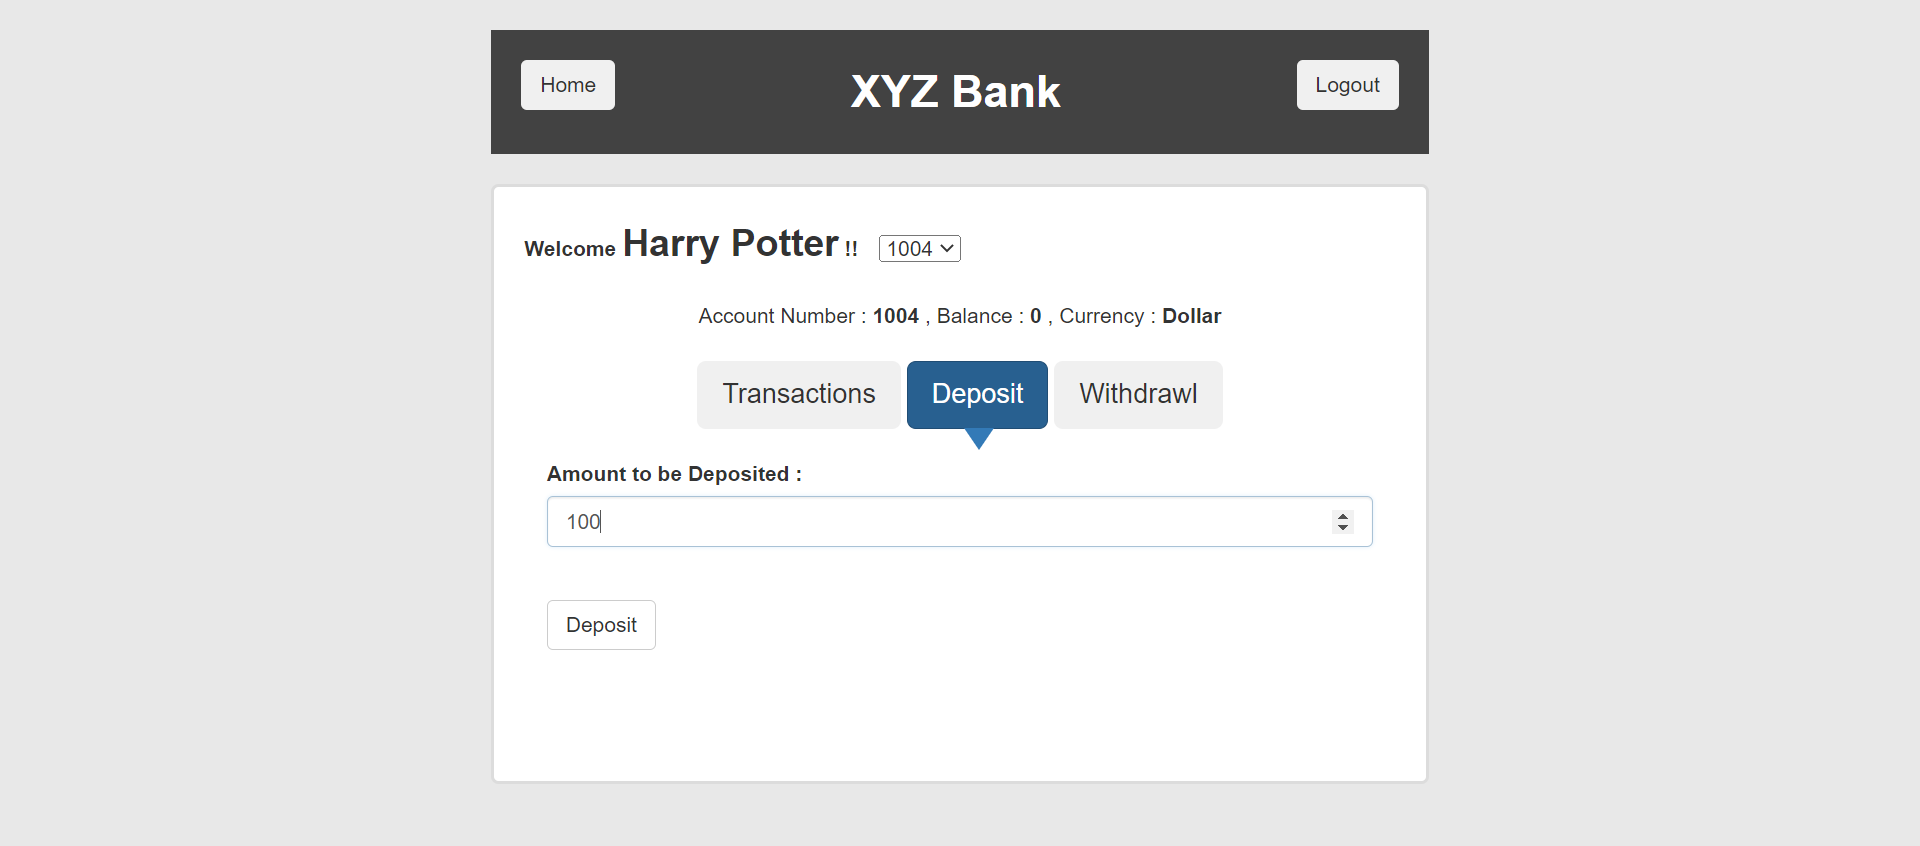 Home
XYZ Bank
Logout
Welcome Harry Potter !! 1004
Account Number : 1004 , Balance : 0 , Currency : Dollar
Transactions Deposit Withdrawl
Amount to be Deposited :
100
Deposit